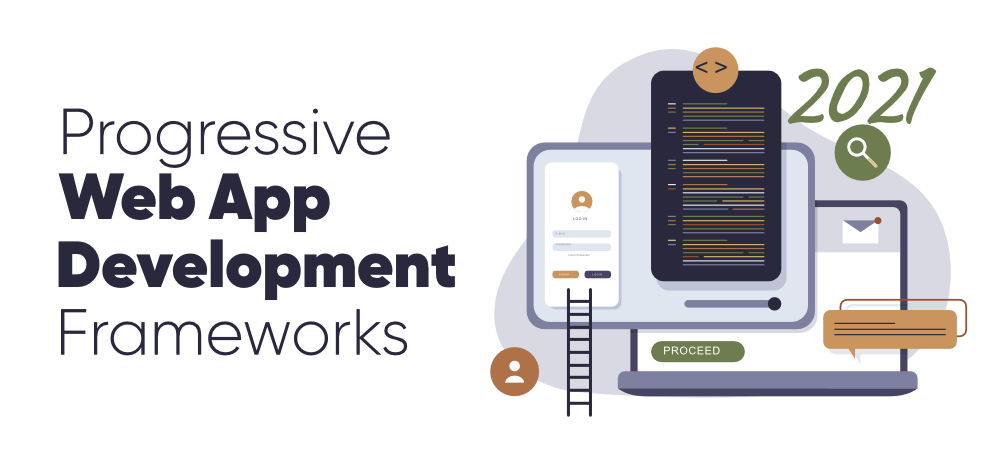 Progressive
Web App
Development
Frameworks
< >
2021
LOG IN
PROCEED